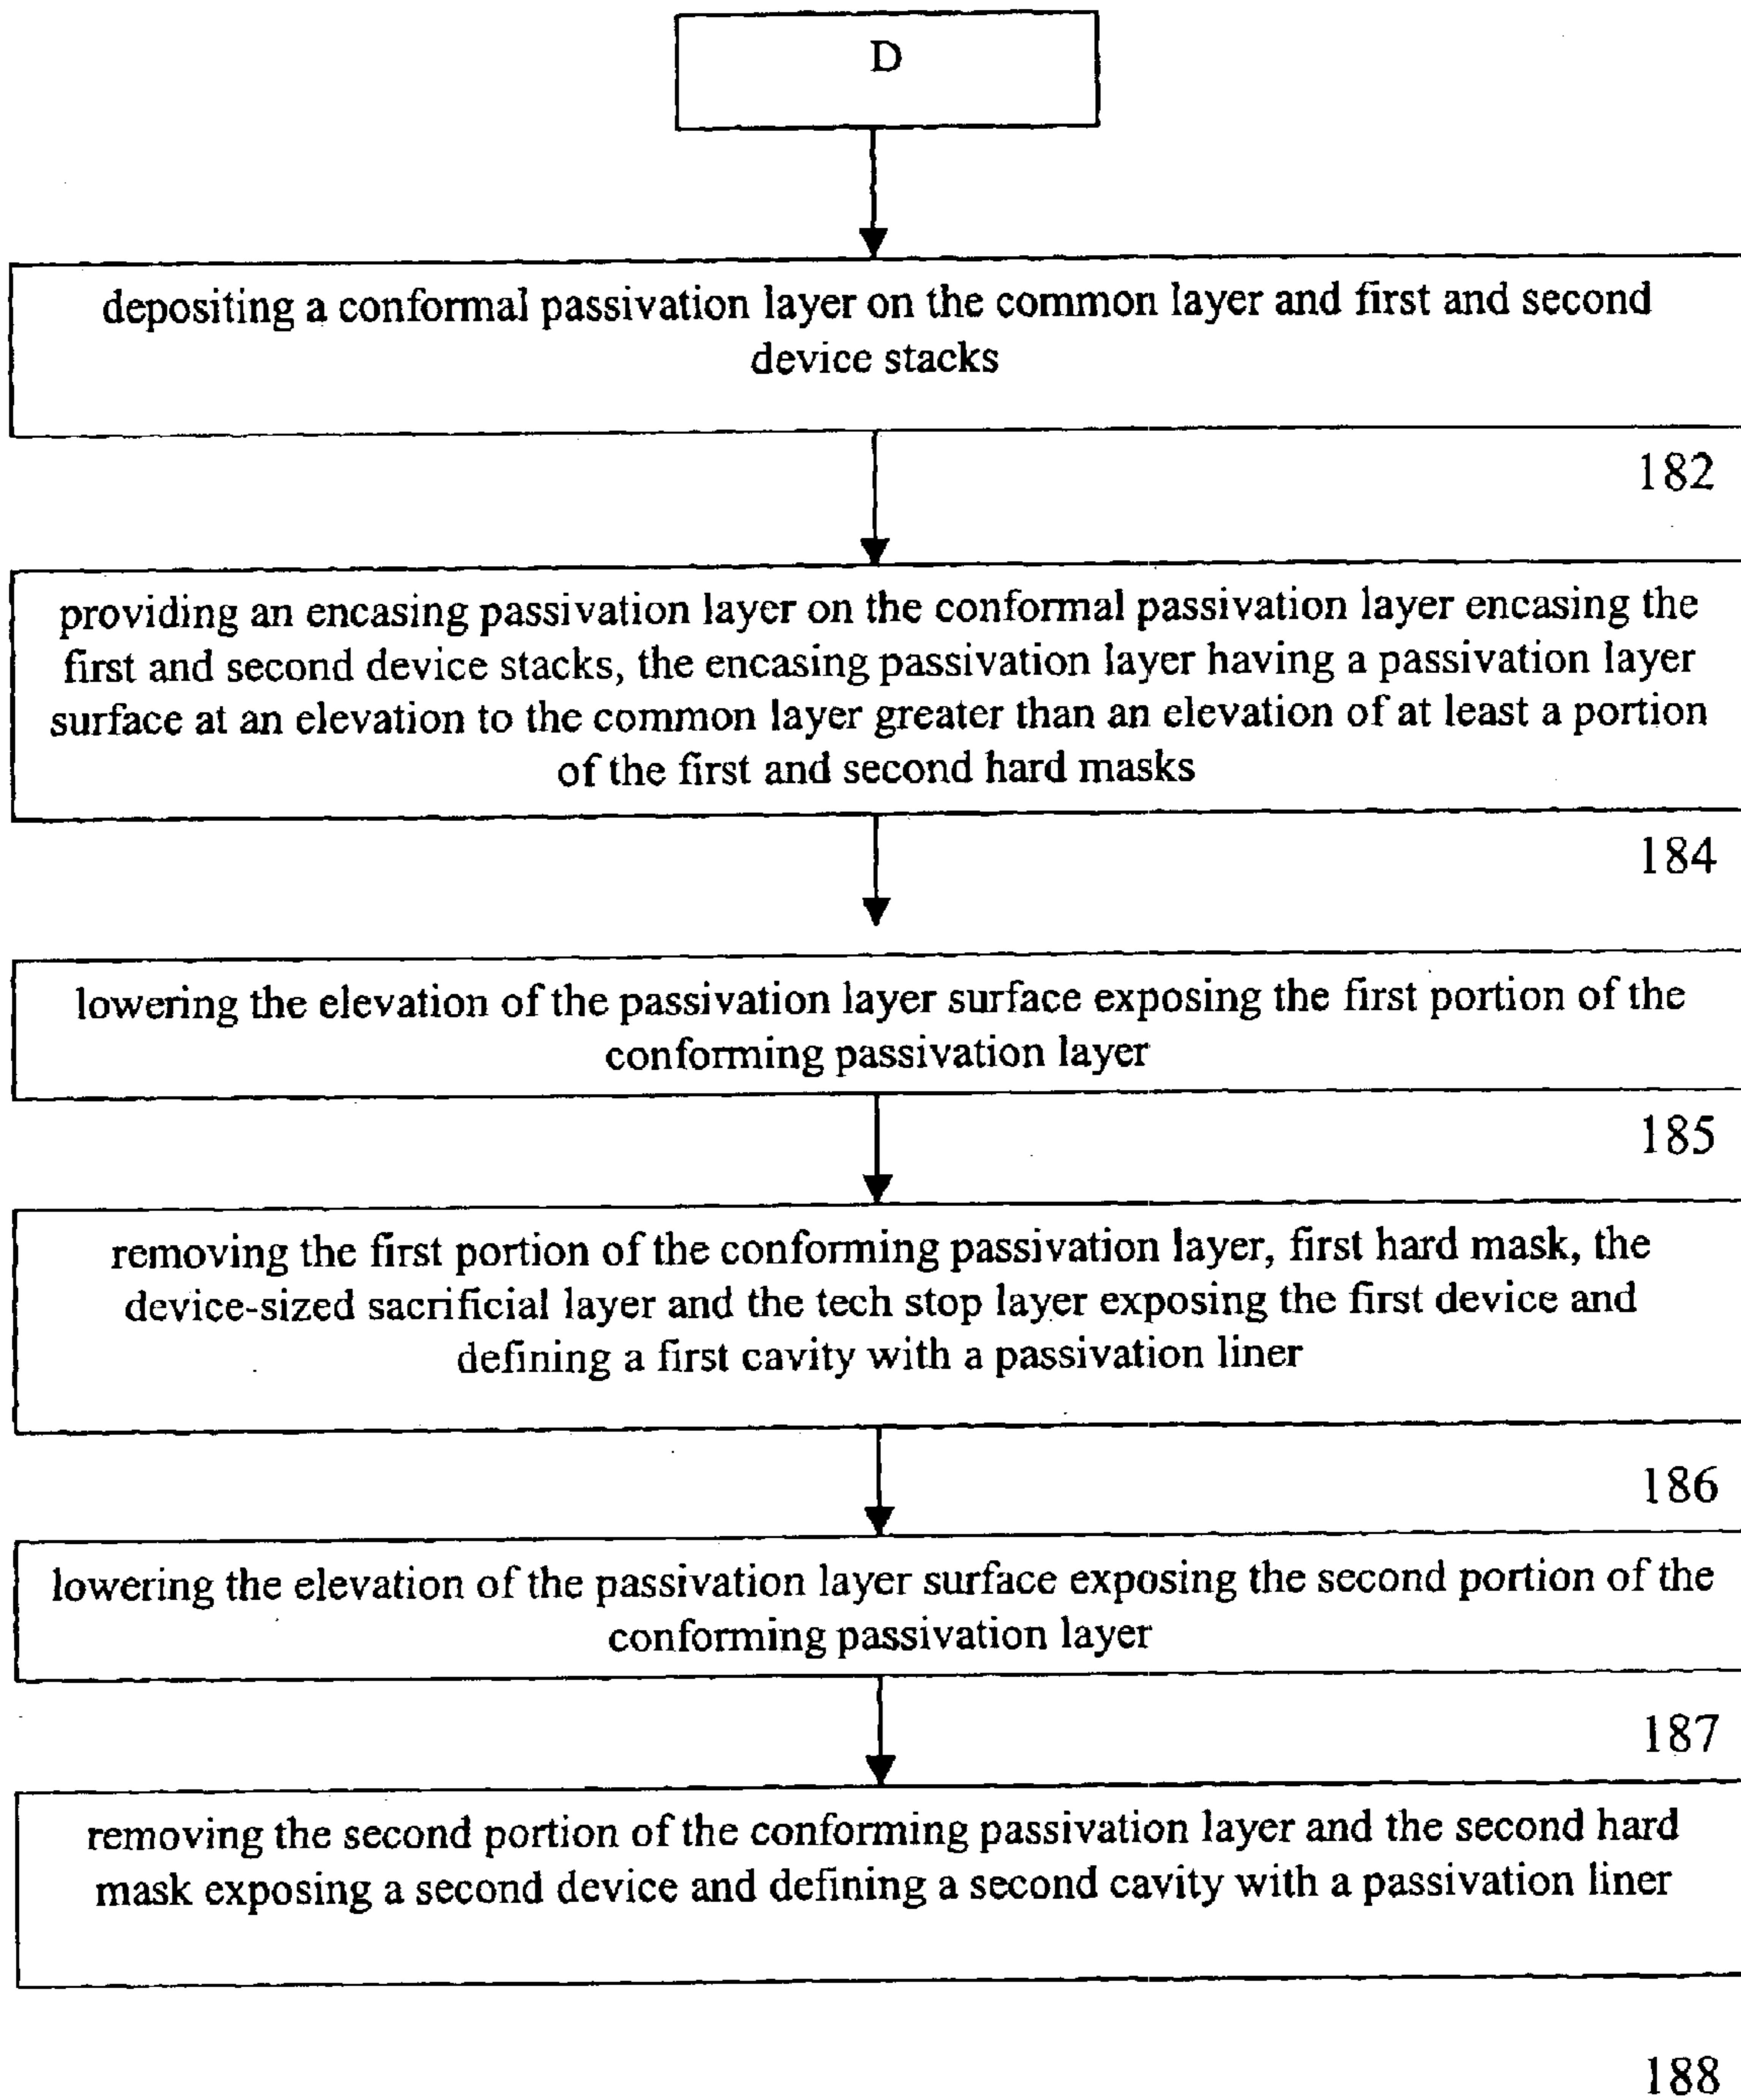 D
depositing a conformal passivation layer on the common layer and first and second
device stacks
182
providing an encasing passivation layer on the conformal passivation layer encasing the
first and second device stacks, the encasing passivation layer having a passivation layer
surface at an elevation to the common layer greater than an elevation of at least a portion
of the first and second hard masks
184
lowering the elevation of the passivation layer surface exposing the first portion of the
conforming passivation layer
185
removing the first portion of the conforming passivation layer, first hard mask, the
device-sized sacrificial layer and the tech stop layer exposing the first device and
defining a first cavity with a passivation liner
186
lowering the elevation of the passivation layer surface exposing the second portion of the
conforming passivation layer
187
removing the second portion of the conforming passivation layer and the second hard
mask exposing a second device and defining a second cavity with a passivation liner
188